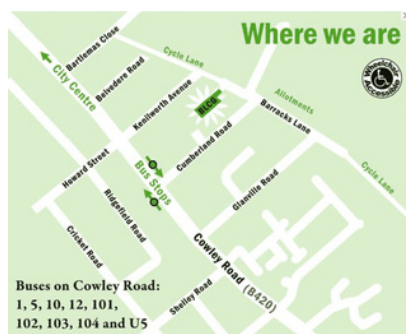 Where we are
Wheelchair
Accessible
Bartlemas Close
Cycle Lane
City Centre
Belvedere Road
Kenilworth Avenue
BLCG
Allotments
Barracks Lane
Cumberland Road
Howard Street
Bus Stops
Glanville Road
Cycle Lane
Ridgefield Road
Cricket Road
Cowley Road (B420)
Shelley Road
Buses on Cowley Road:
1, 5, 10, 12, 101,
102, 103, 104 and U5